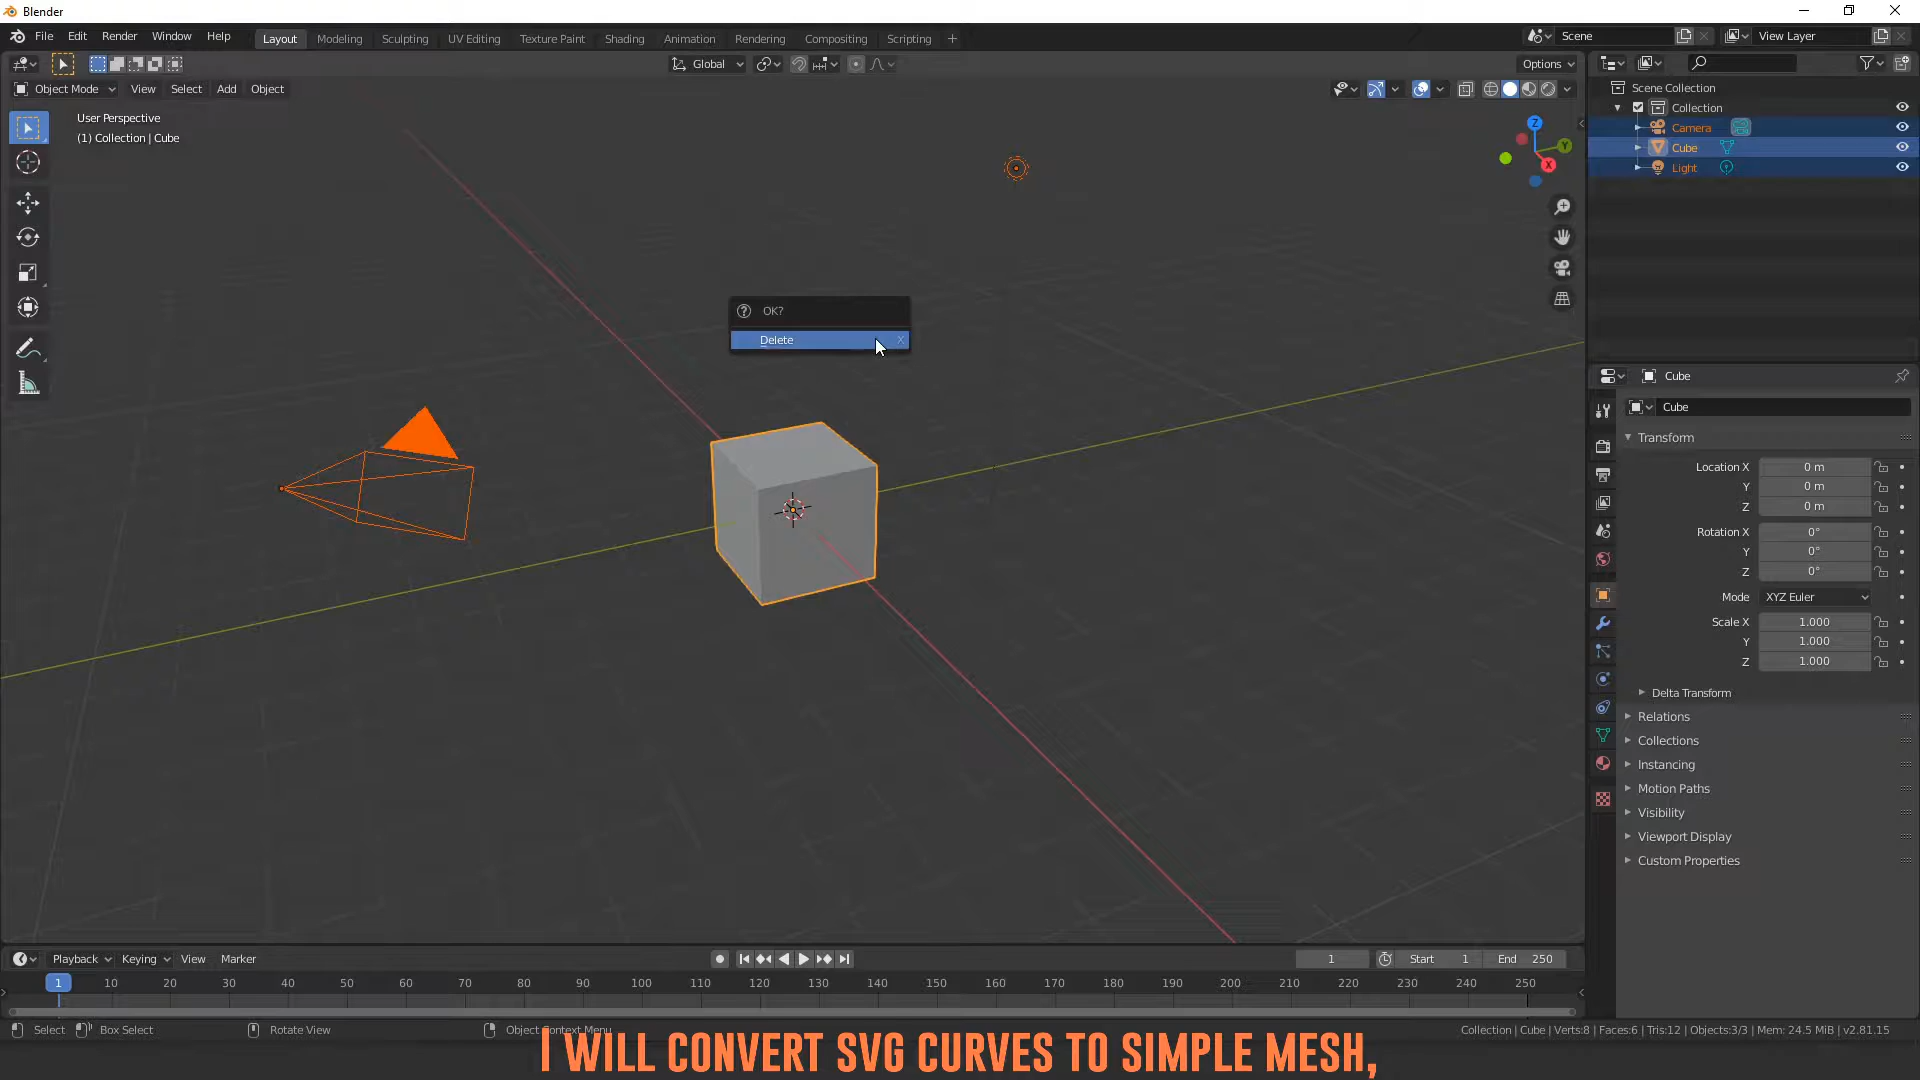 Blender
File Edit Render Window Help
Layout Modeling Sculpting UV Editing Texture Paint Shading Animation Rendering Compositing Scripting +
Scene
View Layer
Global
Options
Object Mode View Select Add Object
User Perspective
(1) Collection | Cube
Z
Y
X
OK?
Delete X
Scene Collection
Collection
Camera
Cube
Light
Cube
Cube
Transform
Location X 0 m
Y 0 m
Z 0 m
Rotation X 0°
Y 0°
Z 0°
Mode XYZ Euler
Scale X 1.000
Y 1.000
Z 1.000
Delta Transform
Relations
Collections
Instancing
Motion Paths
Visibility
Viewport Display
Custom Properties
Playback Keying View Marker
1 Start 1 End 250
1 10 20 30 40 50 60 70 80 90 100 110 120 130 140 150 160 170 180 190 200 210 220 230 240 250
Select Box Select Rotate View Object Context Menu
Collection | Cube | Verts:8 | Faces:6 | Tris:12 | Objects:3/3 | Mem: 24.5 MiB | v2.81.15
I WILL CONVERT SVG CURVES TO SIMPLE MESH,